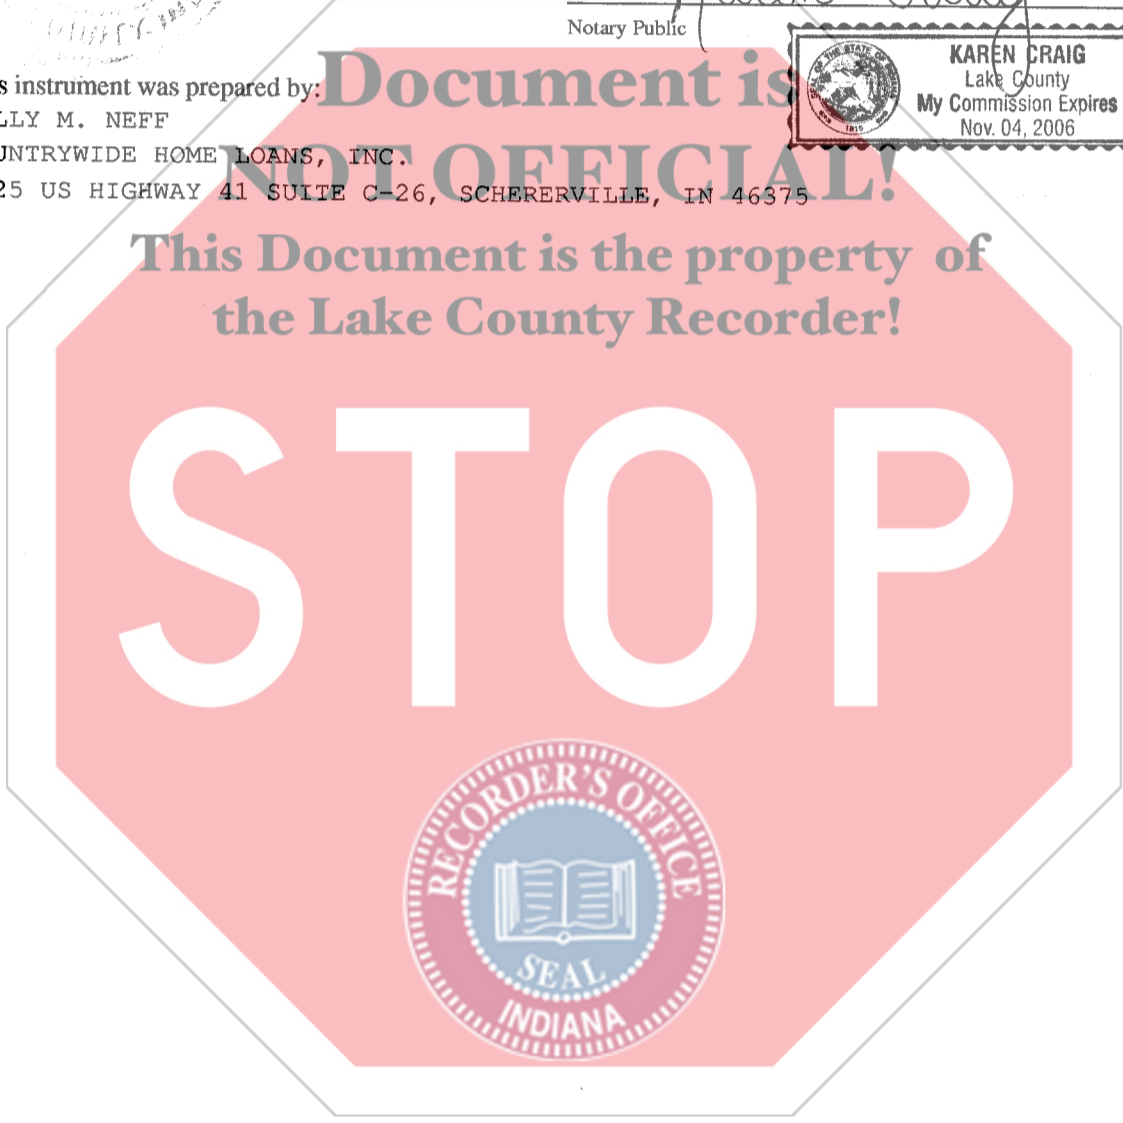 Notary Public
KAREN CRAIG
Lake County
My Commission Expires
Nov. 04, 2006
s instrument was prepared by:
LLY M. NEFF
UNTRYWIDE HOME LOANS, INC.
25 US HIGHWAY 41 SUITE C-26, SCHERERVILLE, IN 46375
Document is
NOT OFFICIAL!
This Document is the property of
the Lake County Recorder!
STOP
RECORDER'S OFFICE
SEAL
INDIANA